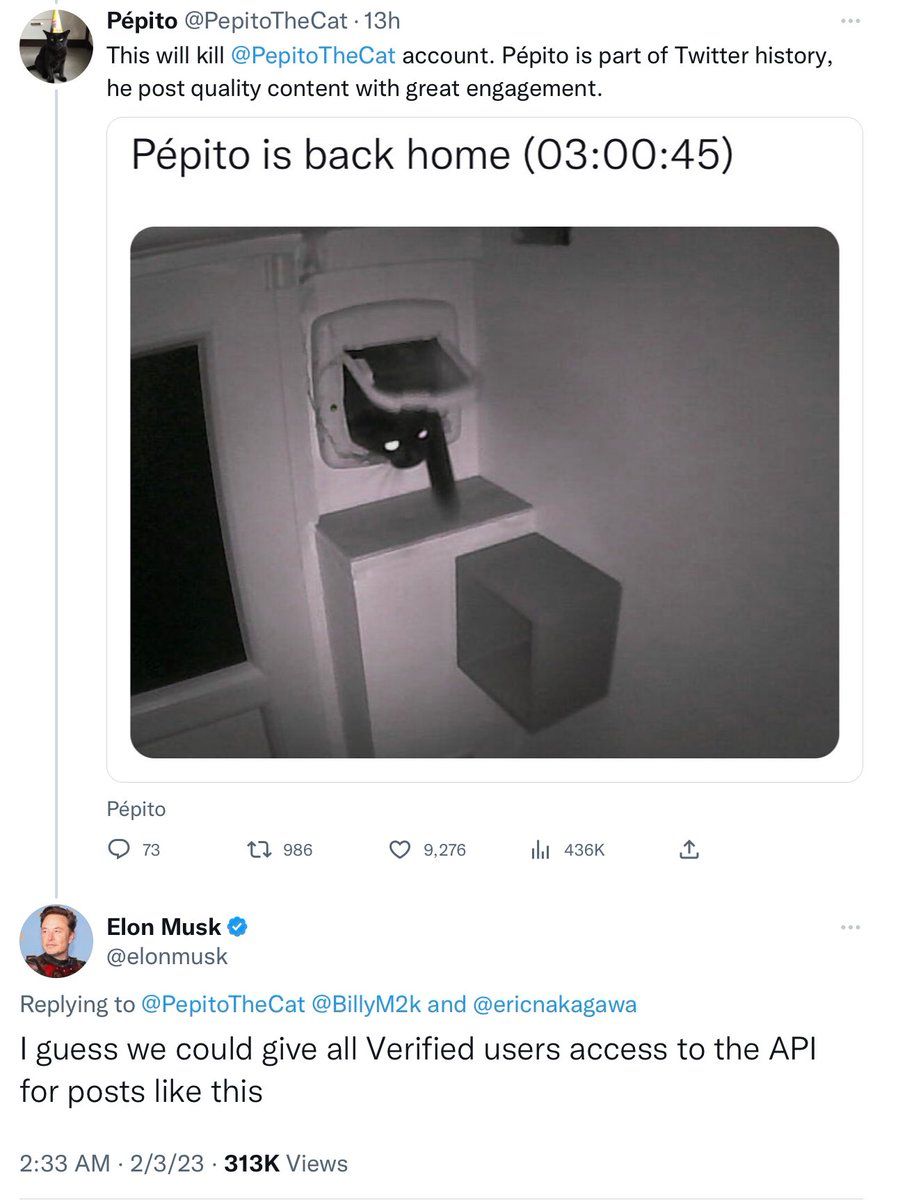 Pépito @PepitoTheCat · 13h
This will kill @PepitoTheCat account. Pépito is part of Twitter history,
he post quality content with great engagement.
Pépito is back home (03:00:45)
Pépito
73 986 9,276 436K
Elon Musk
@elonmusk
Replying to @PepitoTheCat @BillyM2k and @ericnakagawa
I guess we could give all Verified users access to the API
for posts like this
2:33 AM · 2/3/23 · 313K Views